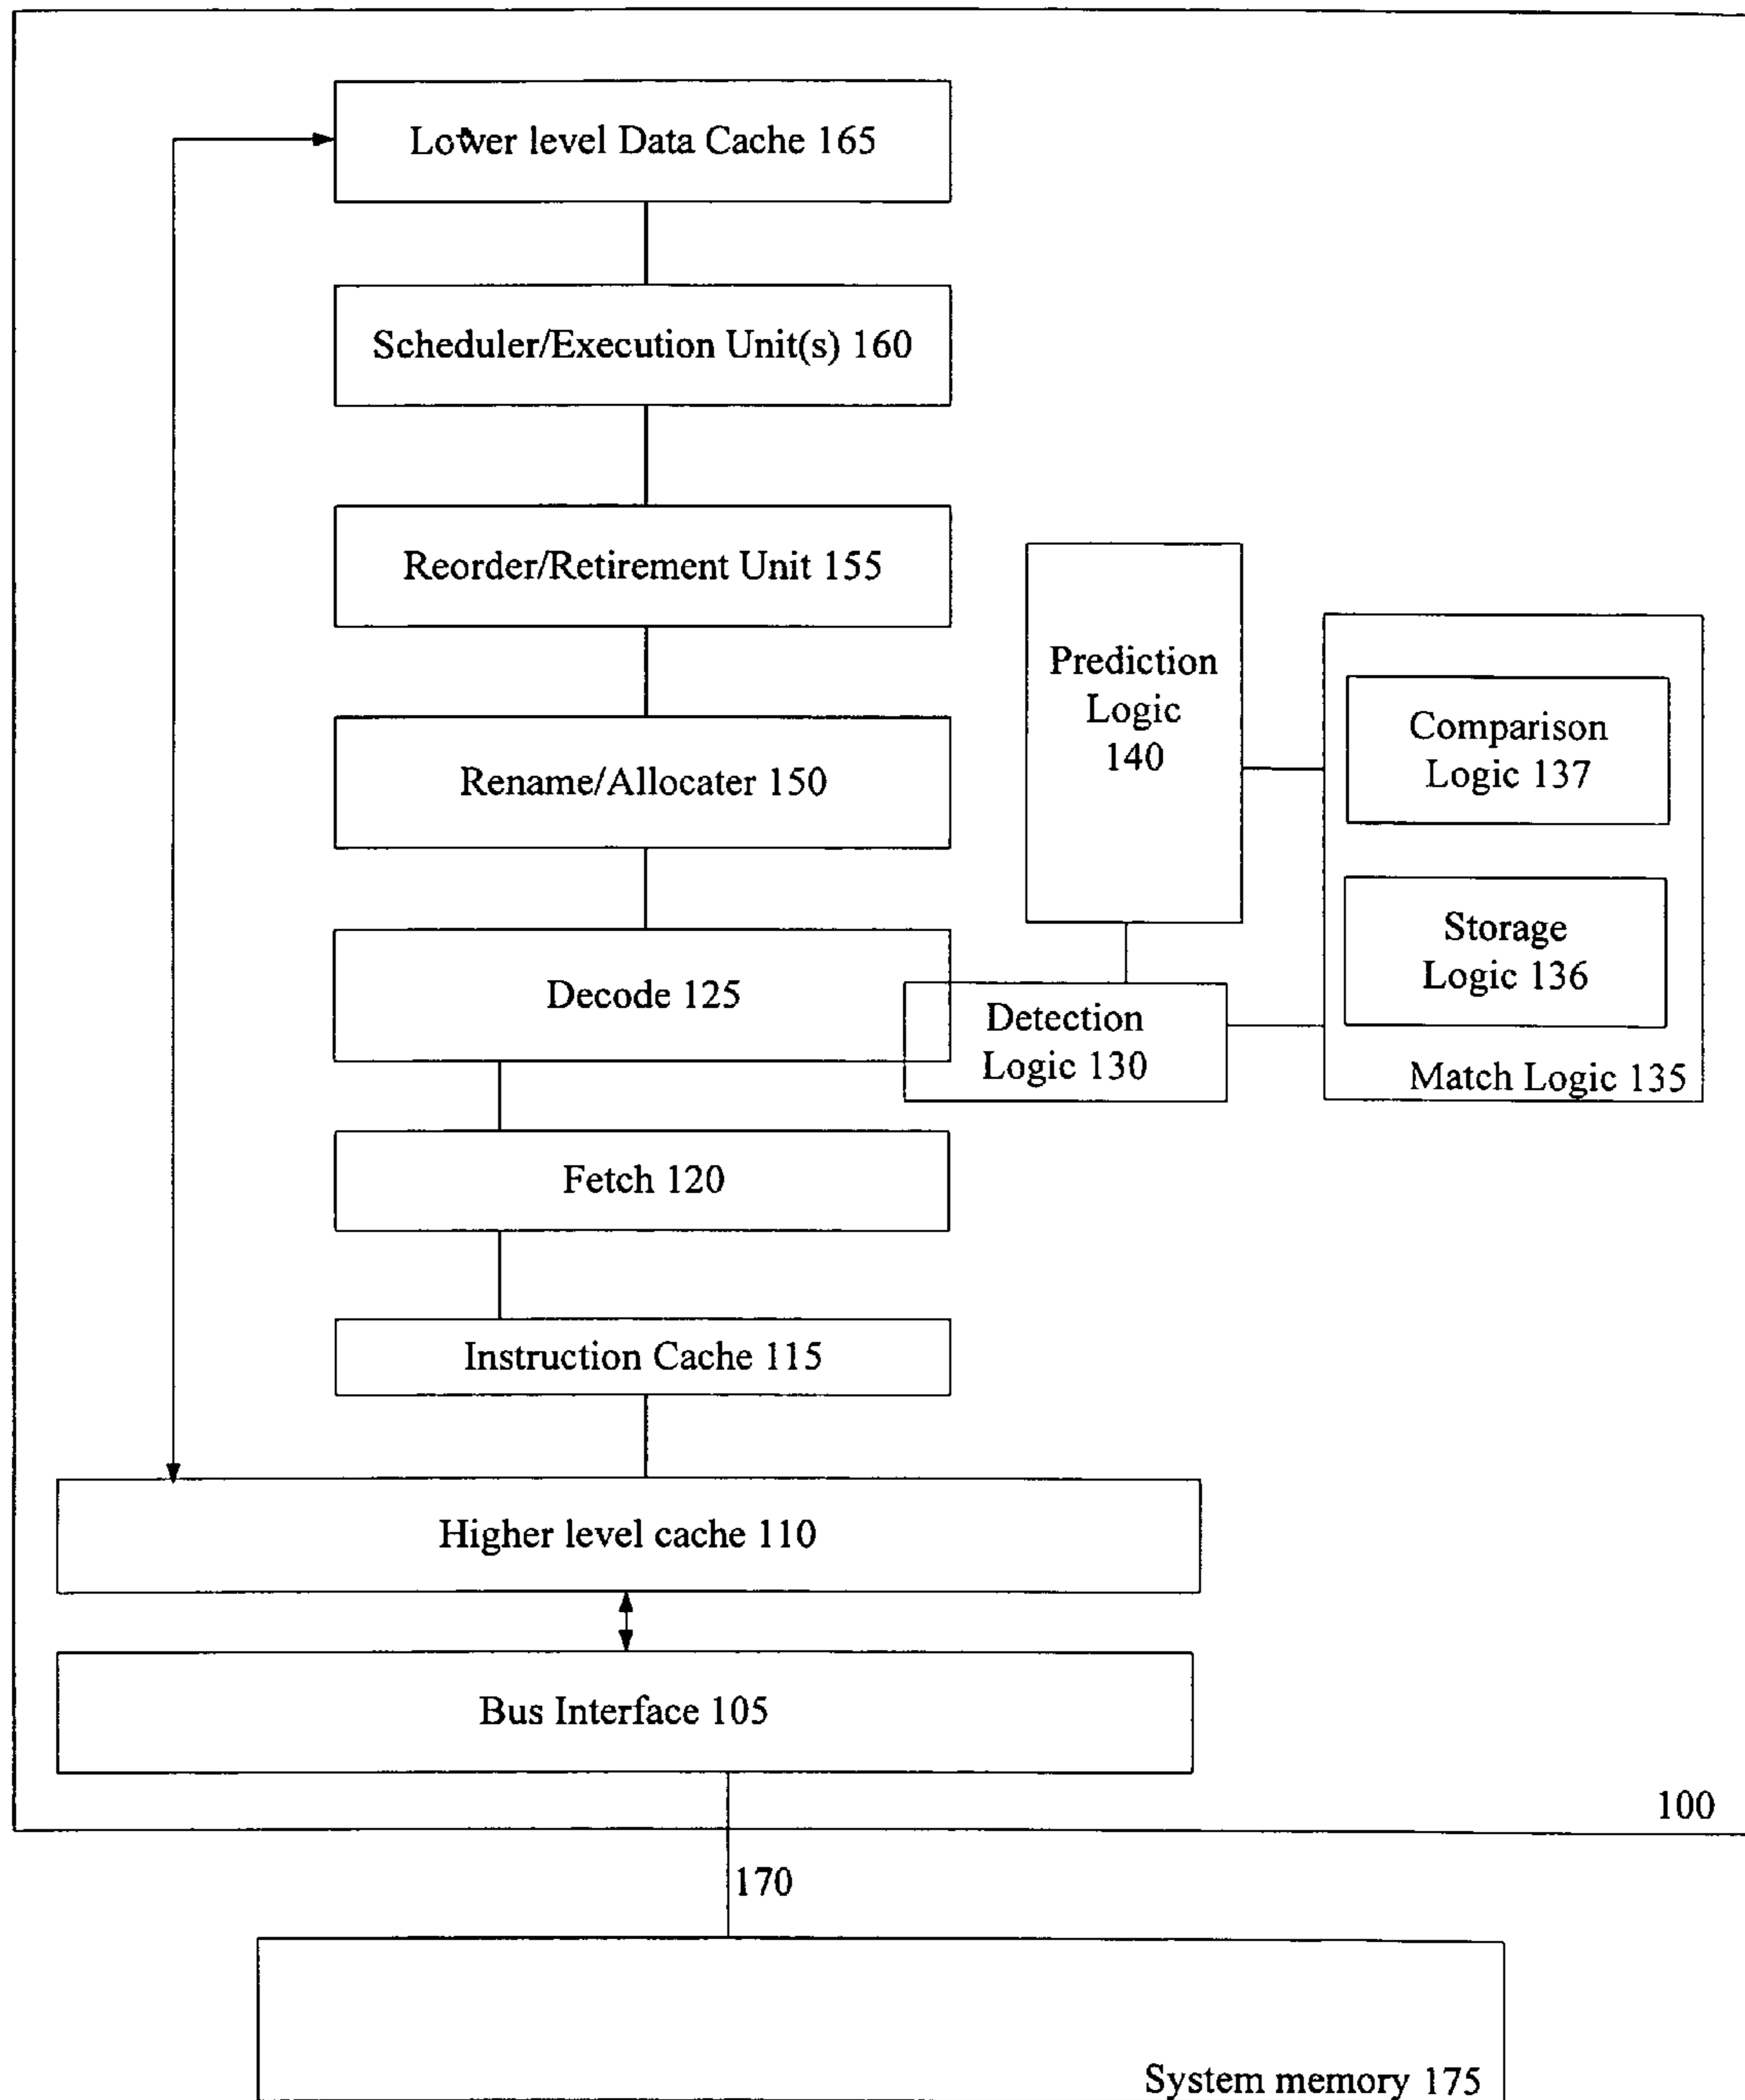 Lower level Data Cache 165
Scheduler/Execution Unit(s) 160
Reorder/Retirement Unit 155
Prediction
Logic
140
Comparison
Logic 137
Rename/Allocater 150
Storage
Logic 136
Decode 125
Detection
Logic 130
Match Logic 135
Fetch 120
Instruction Cache 115
Higher level cache 110
Bus Interface 105
100
170
System memory 175